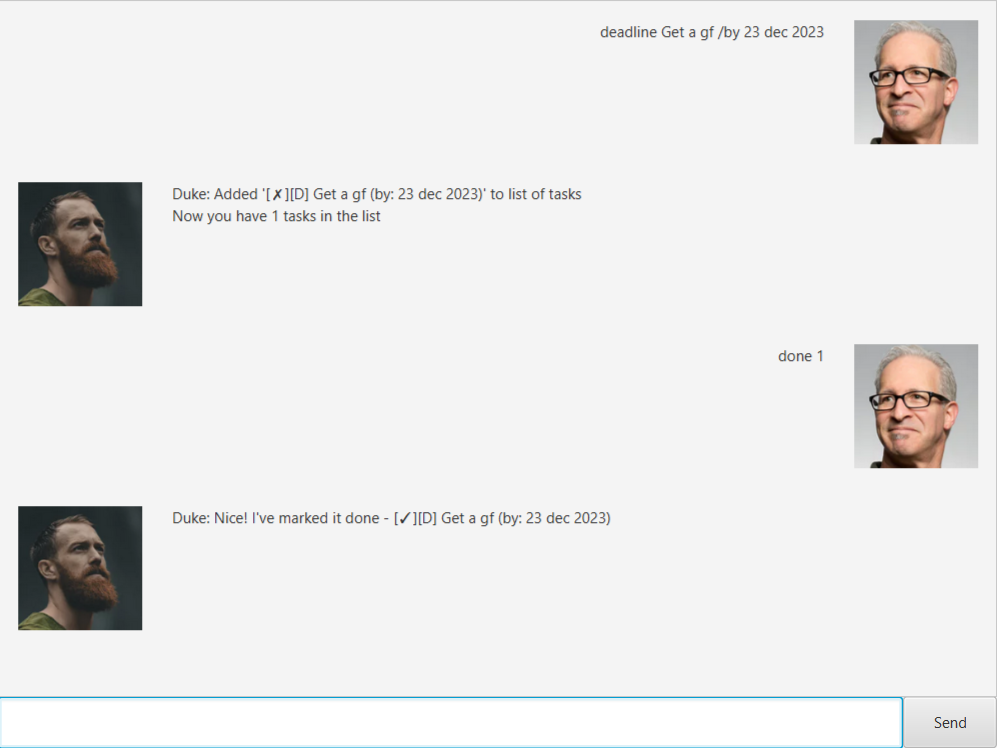 deadline Get a gf /by 23 dec 2023
Duke: Added '[✗][D] Get a gf (by: 23 dec 2023)' to list of tasks
Now you have 1 tasks in the list
done 1
Duke: Nice! I've marked it done - [✓][D] Get a gf (by: 23 dec 2023)
Send